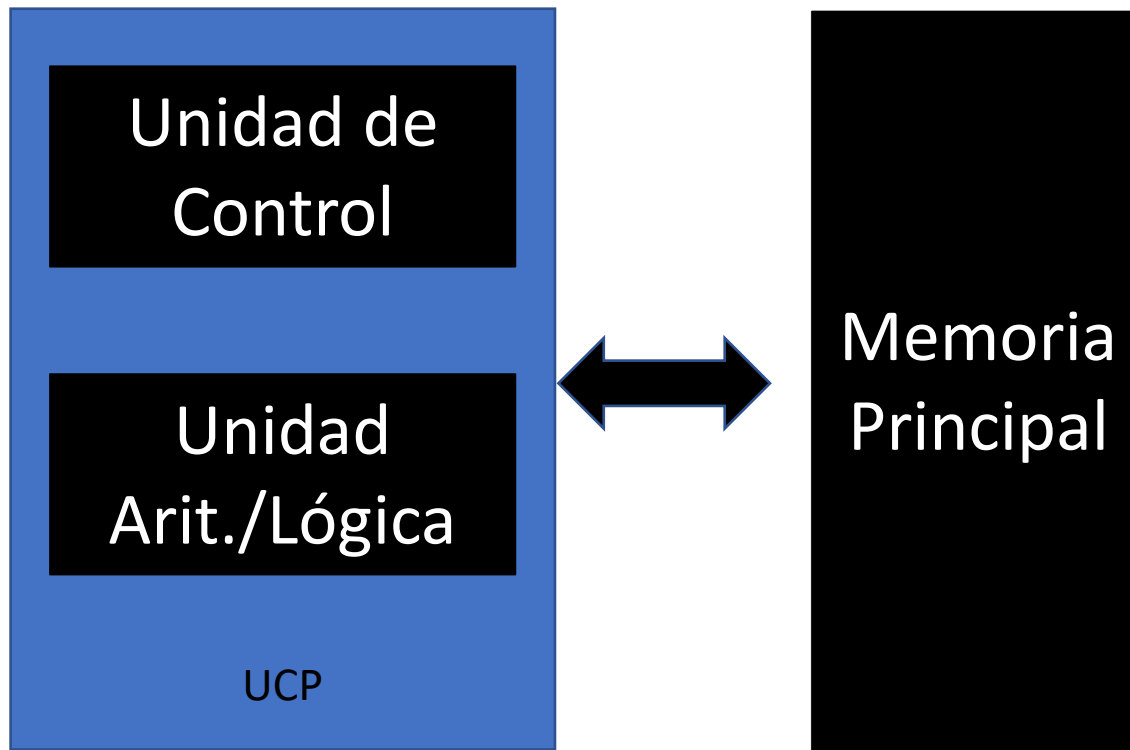 Unidad de
Control
Unidad
Arit./Lógica
UCP
Memoria
Principal